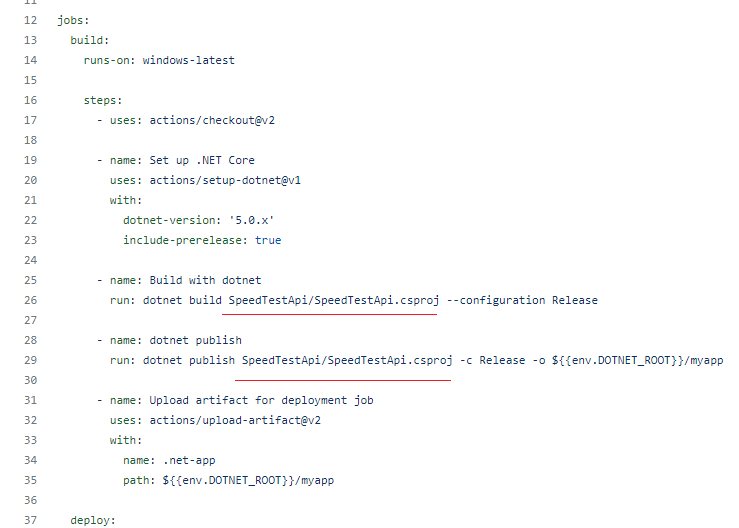 11
12 jobs:
13   build:
14     runs-on: windows-latest
15
16     steps:
17       - uses: actions/checkout@v2
18
19       - name: Set up .NET Core
20         uses: actions/setup-dotnet@v1
21         with:
22           dotnet-version: '5.0.x'
23           include-prerelease: true
24
25       - name: Build with dotnet
26         run: dotnet build SpeedTestApi/SpeedTestApi.csproj --configuration Release
27
28       - name: dotnet publish
29         run: dotnet publish SpeedTestApi/SpeedTestApi.csproj -c Release -o ${{env.DOTNET_ROOT}}/myapp
30
31       - name: Upload artifact for deployment job
32         uses: actions/upload-artifact@v2
33         with:
34           name: .net-app
35           path: ${{env.DOTNET_ROOT}}/myapp
36
37   deploy: